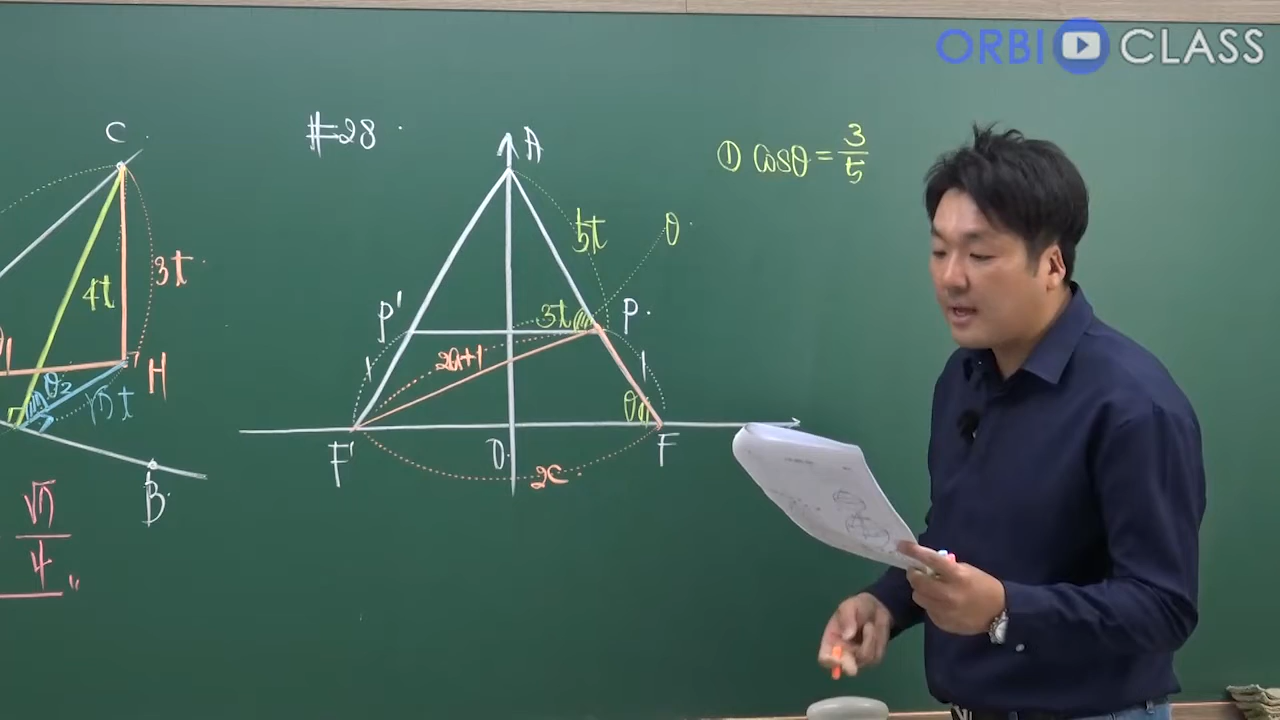 ORBI CLASS
C
3t
4t
H
θ₂
√7 t
B
√7
4
#28
A
5t
θ
P'
3t
P
1
2a+1
1
θ
F'
O
2c
F
① cosθ = 3/5